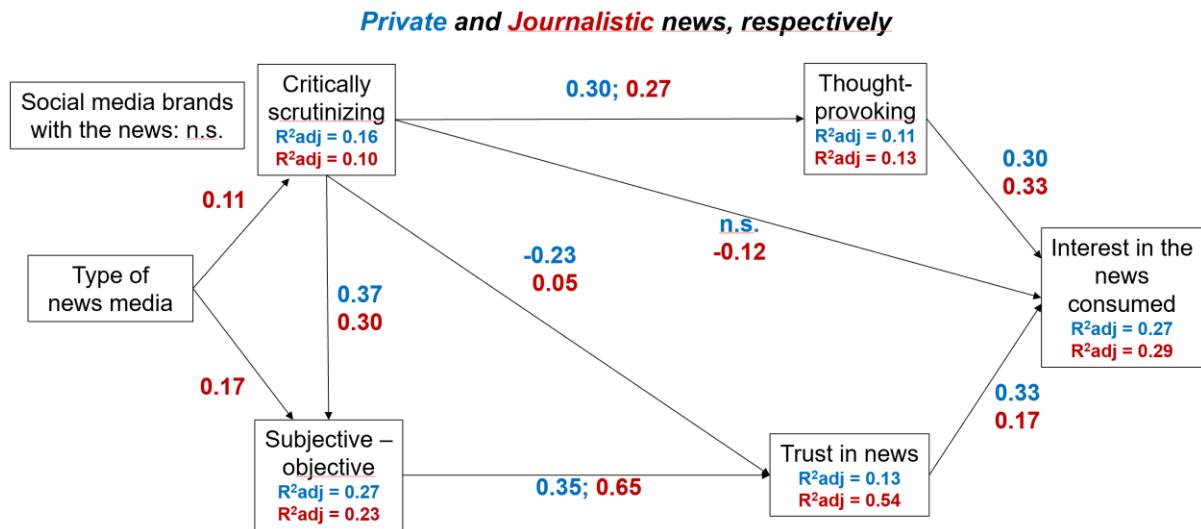 Private and Journalistic news, respectively
Social media brands
with the news: n.s.
Critically
scrutinizing
R²adj = 0.16
R²adj = 0.10
0.30; 0.27
Thought-
provoking
R²adj = 0.11
R²adj = 0.13
0.30
0.33
0.11
n.s.
-0.12
Type of
news media
-0.23
0.05
0.37
0.30
Interest in the
news
consumed
R²adj = 0.27
R²adj = 0.29
0.17
0.33
0.17
Subjective –
objective
R²adj = 0.27
R²adj = 0.23
0.35; 0.65
Trust in news
R²adj = 0.13
R²adj = 0.54